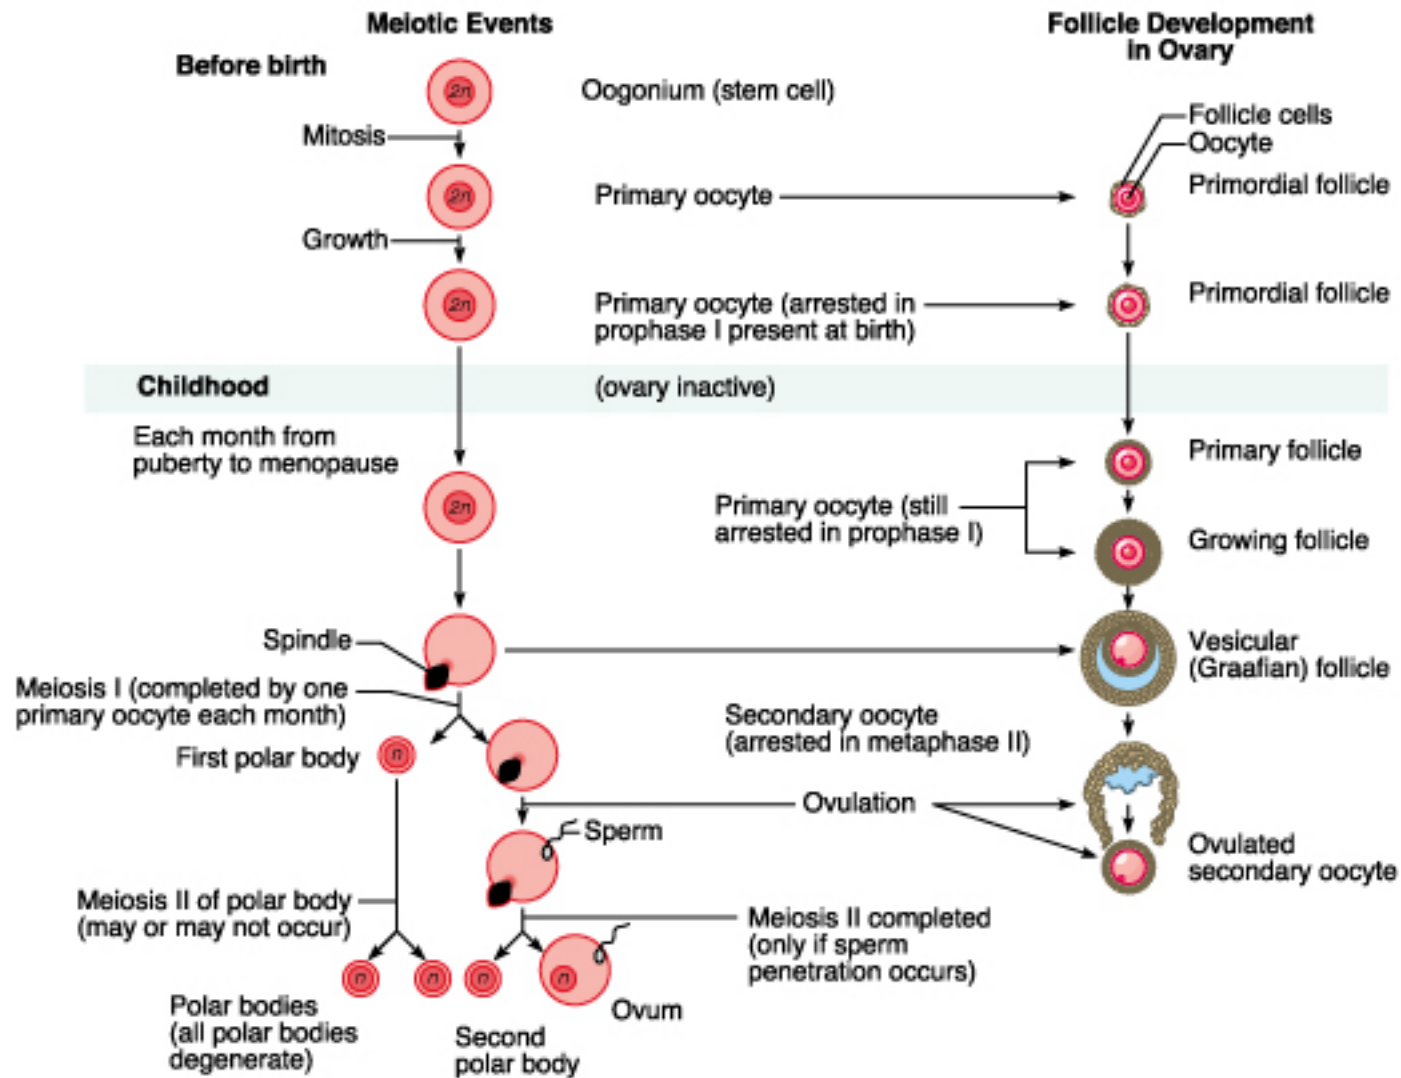 Meiotic Events
Follicle Development
in Ovary
Before birth
2n
Oogonium (stem cell)
Follicle cells
Oocyte
Mitosis
2n
Primary oocyte
Primordial follicle
Growth
2n
Primary oocyte (arrested in
prophase I present at birth)
Primordial follicle
Childhood
(ovary inactive)
Each month from
puberty to menopause
2n
Primary follicle
Primary oocyte (still
arrested in prophase I)
Growing follicle
Spindle
Vesicular
(Graafian) follicle
Meiosis I (completed by one
primary oocyte each month)
Secondary oocyte
(arrested in metaphase II)
First polar body
n
Ovulation
Sperm
Ovulated
secondary oocyte
Meiosis II of polar body
(may or may not occur)
Meiosis II completed
(only if sperm
penetration occurs)
n
n
n
n
Polar bodies
(all polar bodies
degenerate)
Second
polar body
Ovum